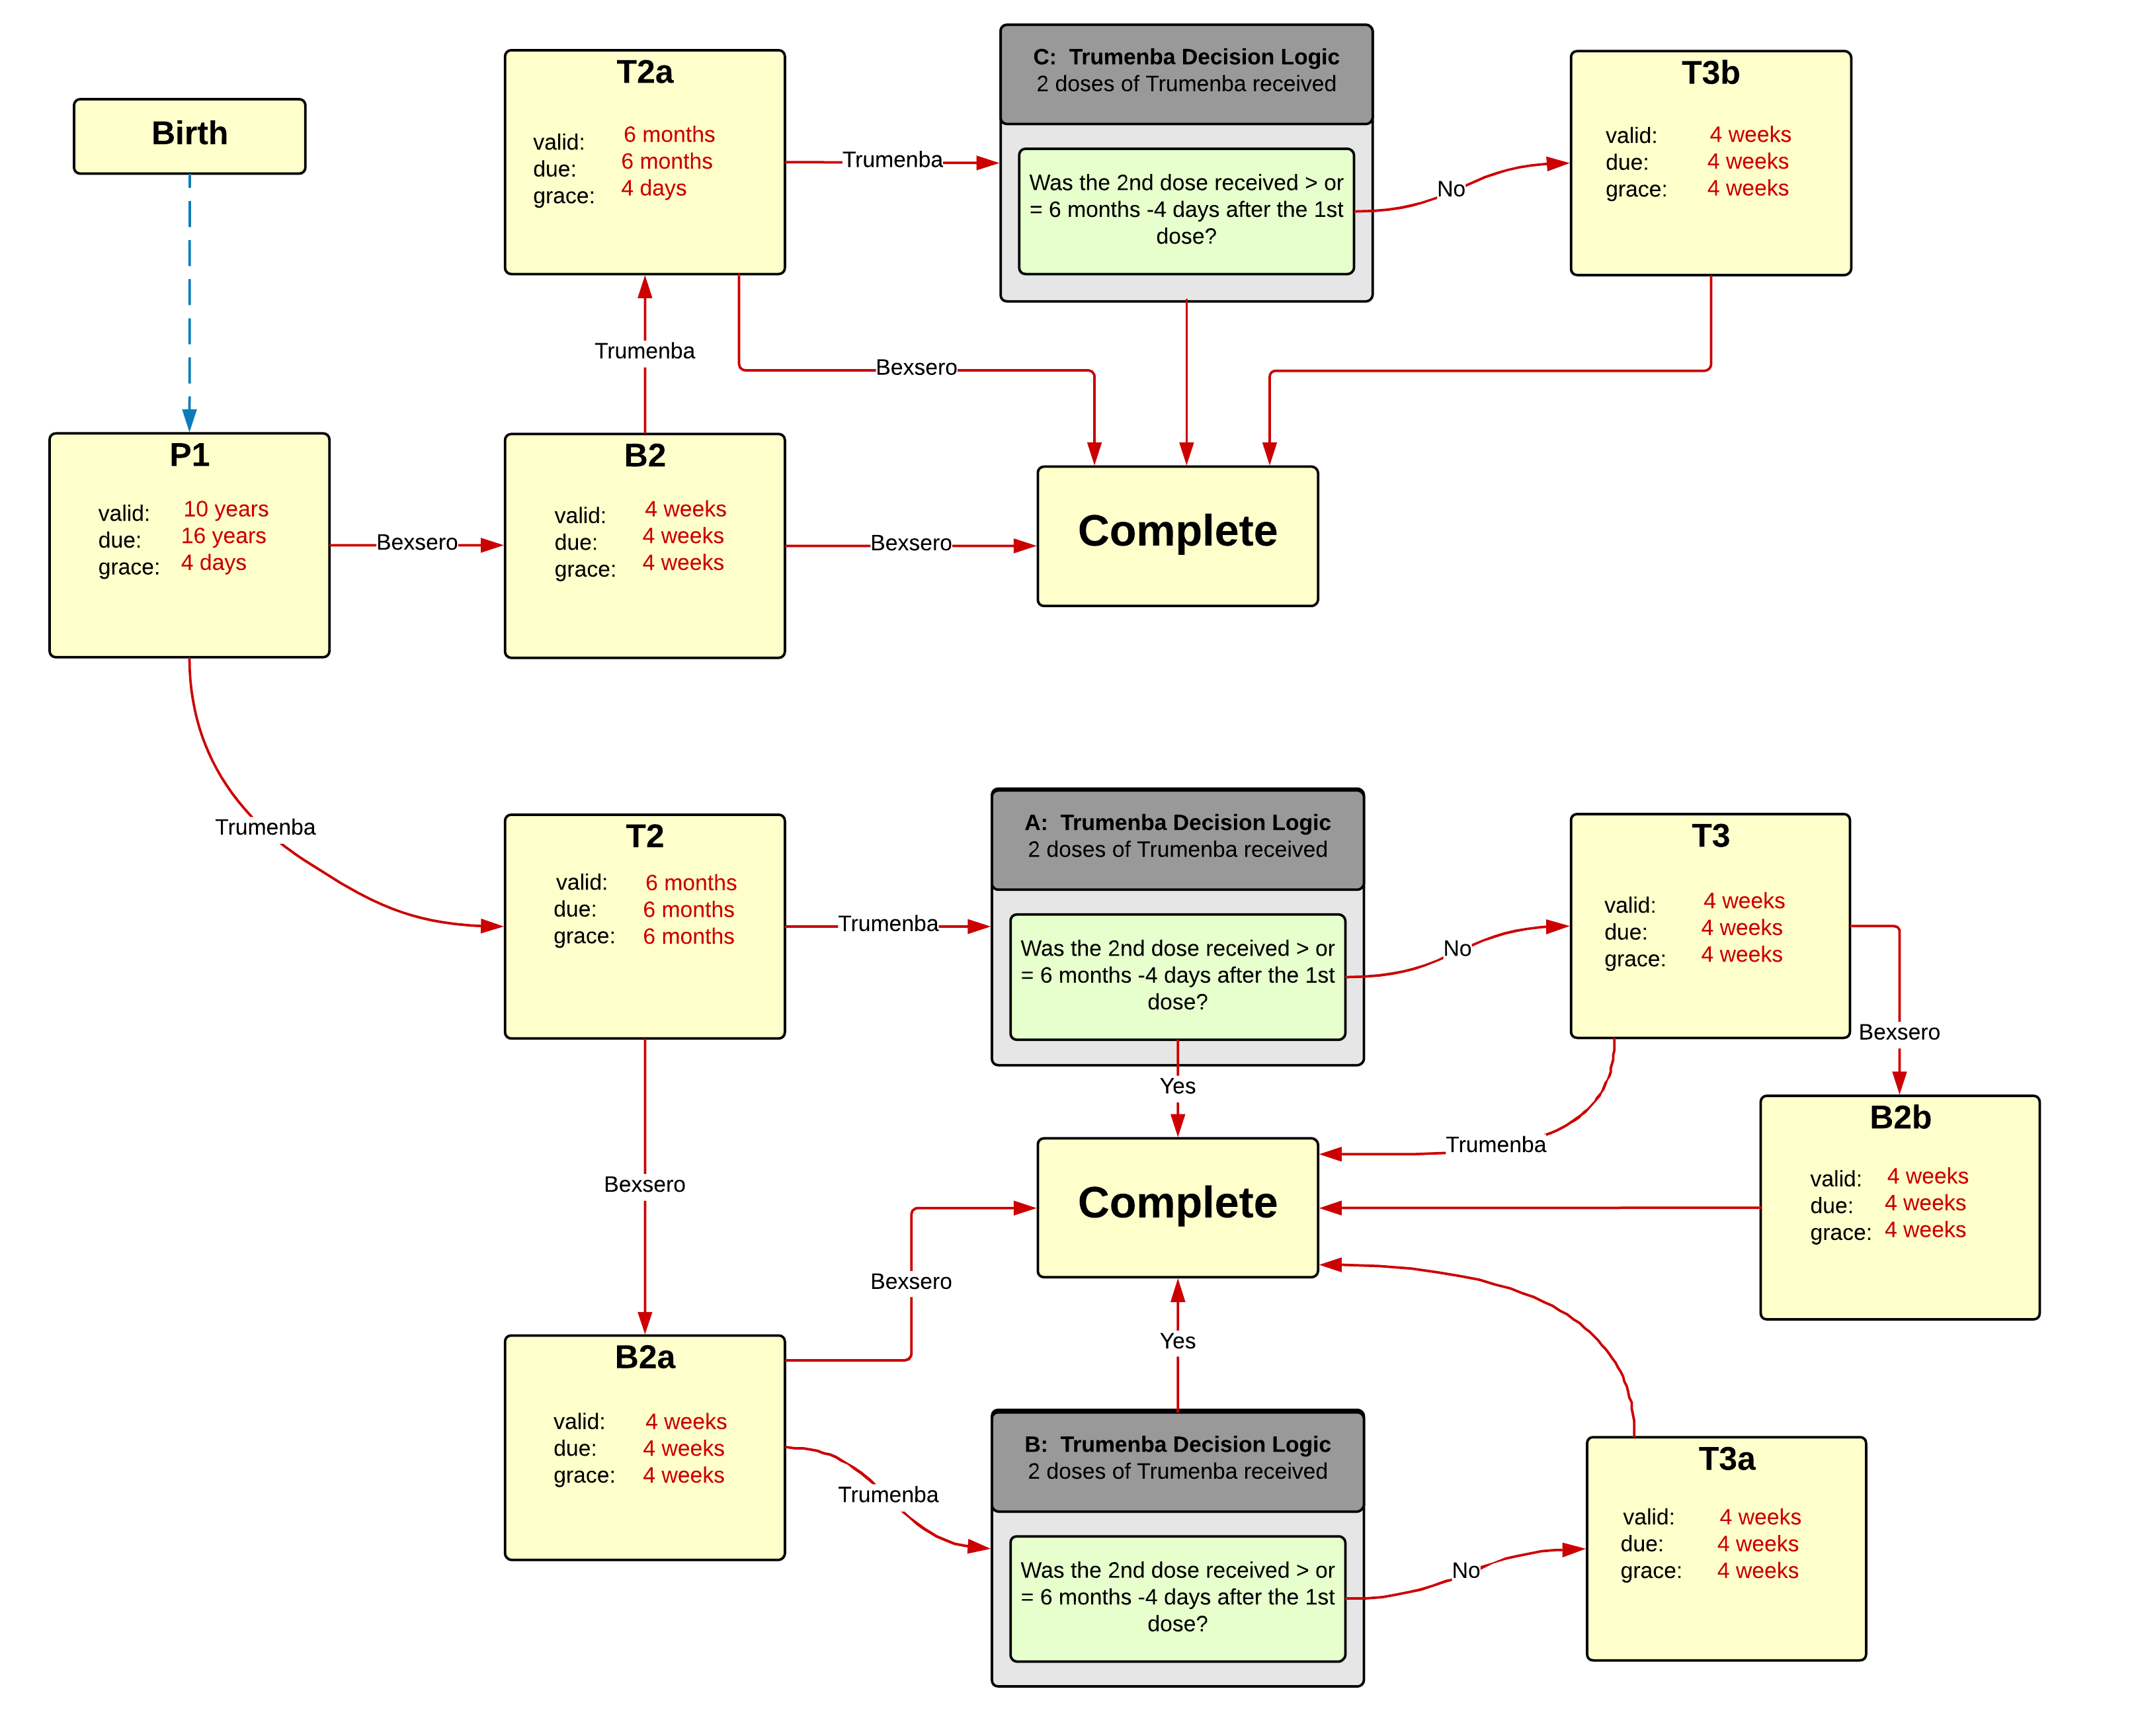 Birth
P1
valid: 10 years
due: 16 years
grace: 4 days
Bexsero
Trumenba
B2
valid: 4 weeks
due: 4 weeks
grace: 4 weeks
Trumenba
Bexsero
T2a
valid: 6 months
due: 6 months
grace: 4 days
Trumenba
Bexsero
C: Trumenba Decision Logic
2 doses of Trumenba received
Was the 2nd dose received > or
= 6 months -4 days after the 1st
dose?
No
T3b
valid: 4 weeks
due: 4 weeks
grace: 4 weeks
Complete
T2
valid: 6 months
due: 6 months
grace: 6 months
Trumenba
Bexsero
A: Trumenba Decision Logic
2 doses of Trumenba received
Was the 2nd dose received > or
= 6 months -4 days after the 1st
dose?
No
Yes
T3
valid: 4 weeks
due: 4 weeks
grace: 4 weeks
Bexsero
Trumenba
B2b
valid: 4 weeks
due: 4 weeks
grace: 4 weeks
Complete
B2a
valid: 4 weeks
due: 4 weeks
grace: 4 weeks
Bexsero
Trumenba
Yes
B: Trumenba Decision Logic
2 doses of Trumenba received
Was the 2nd dose received > or
= 6 months -4 days after the 1st
dose?
No
T3a
valid: 4 weeks
due: 4 weeks
grace: 4 weeks